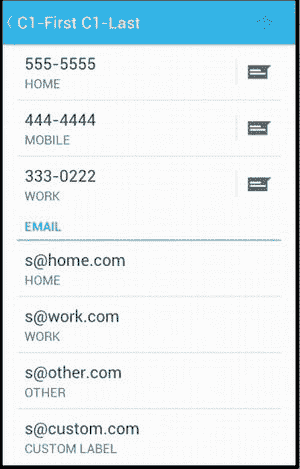 C1-First C1-Last
555-5555
HOME
444-4444
MOBILE
333-0222
WORK
EMAIL
s@home.com
HOME
s@work.com
WORK
s@other.com
OTHER
s@custom.com
CUSTOM LABEL